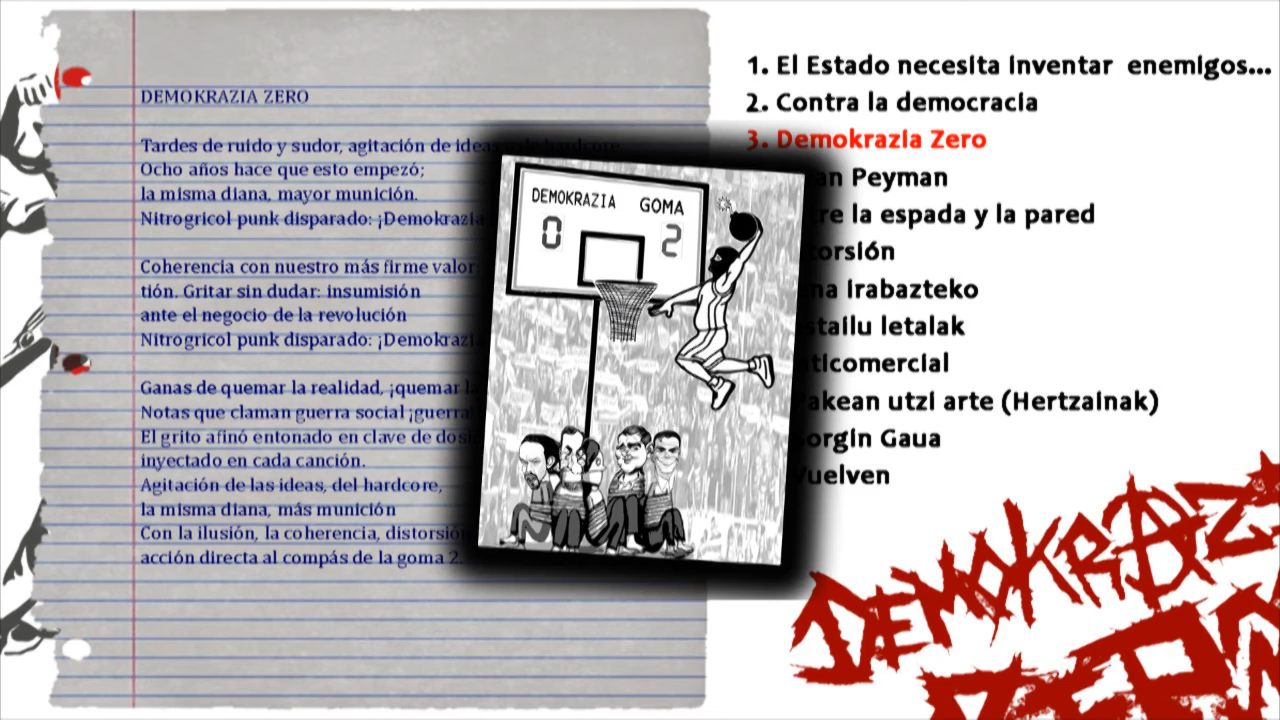 DEMOKRAZIA ZERO
Tardes de ruido y sudor, agitación de ideas
Ocho años hace que esto empezó;
la misma diana, mayor munición.
Nitrogricol punk disparado: ¡Demokrazia
Coherencia con nuestro más firme valor
tión. Gritar sin dudar: insumisión
ante el negocio de la revolución
Nitrogricol punk disparado: ¡Demokrazia
Ganas de quemar la realidad, ¡quemar
Notas que claman guerra social ¡guerra
El grito afinó entonado en clave de
inyectado en cada canción.
Agitación de las ideas, del hardcore,
la misma diana, más munición
Con la ilusión, la coherencia, distorsión
acción directa al compás de la goma 2.
DEMOKRAZIA GOMA
0 2
1. El Estado necesita inventar enemigos...
2. Contra la democracia
3. Demokrazia Zero
Peyman
la espada y la pared
irabazteko
letalak
utzi arte (Hertzainak)
Gaua
Vuelven